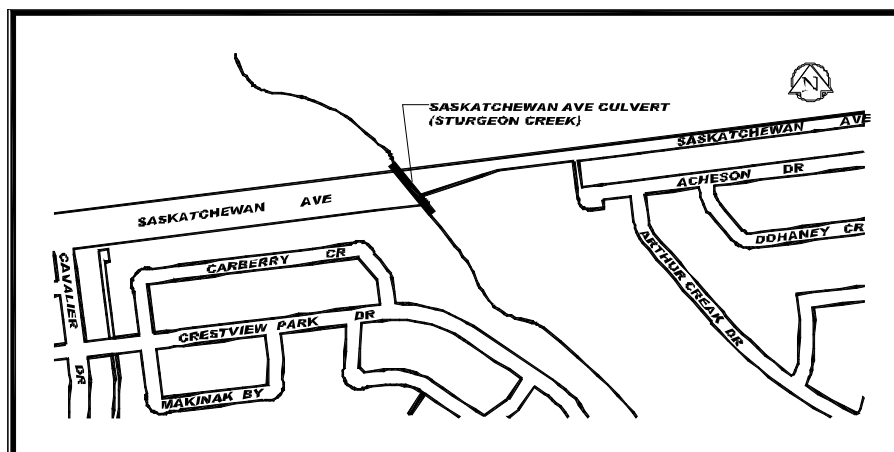 N
SASKATCHEWAN AVE CULVERT
(STURGEON CREEK)
SASKATCHEWAN AVE
ACHESON DR
SASKATCHEWAN AVE
DOHANEY CR
ARTHUR CREAK DR
CAVALIER DR
CARBERRY CR
CRESTVIEW PARK DR
MAKINAK BY